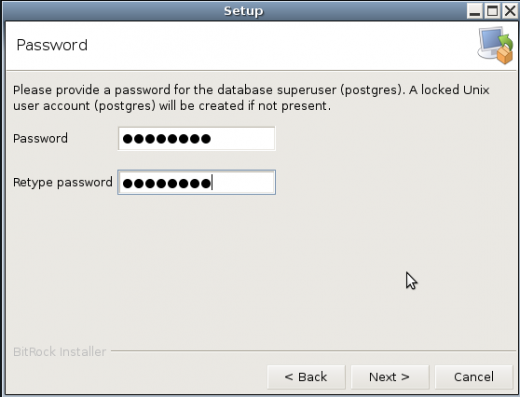 Setup
Password
Please provide a password for the database superuser (postgres). A locked Unix
user account (postgres) will be created if not present.
Password ●●●●●●●●
Retype password ●●●●●●●●
BitRock Installer
< Back Next > Cancel